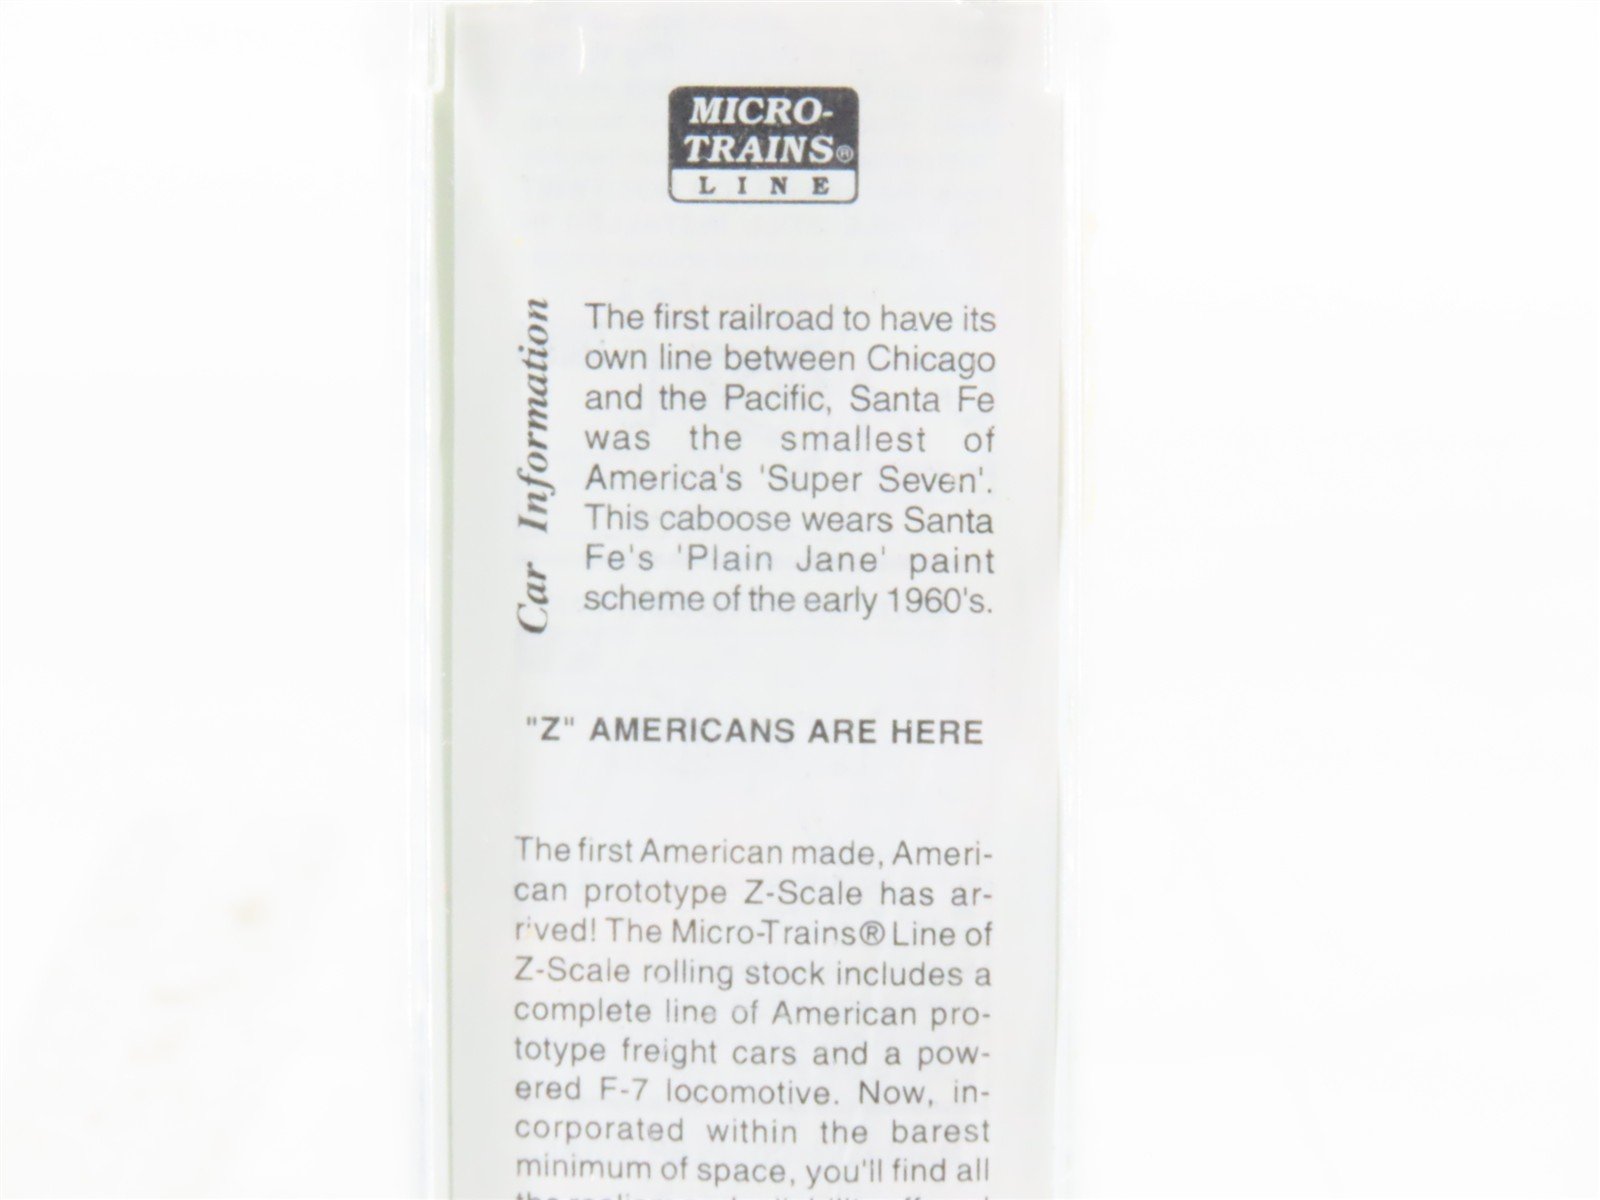 MICRO-
TRAINS®
LINE
Car Information
The first railroad to have its
own line between Chicago
and the Pacific, Santa Fe
was the smallest of
America's 'Super Seven'.
This caboose wears Santa
Fe's 'Plain Jane' paint
scheme of the early 1960's.
"Z" AMERICANS ARE HERE
The first American made, Ameri-
can prototype Z-Scale has ar-
rived! The Micro-Trains® Line of
Z-Scale rolling stock includes a
complete line of American pro-
totype freight cars and a pow-
ered F-7 locomotive. Now, in-
corporated within the barest
minimum of space, you'll find all